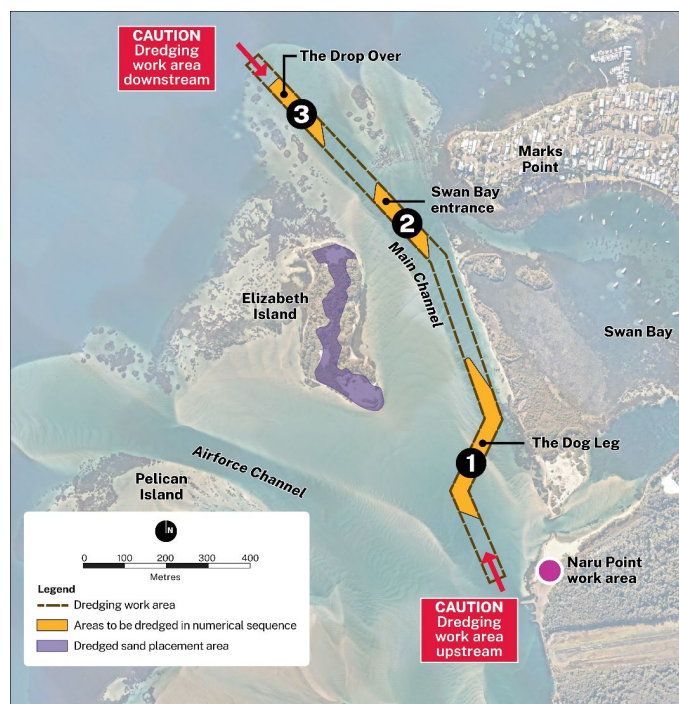 CAUTION
Dredging
work area
downstream
The Drop Over
3
Marks
Point
Swan Bay
entrance
2
Main Channel
Elizabeth
Island
Swan Bay
The Dog Leg
1
Airforce Channel
Pelican
Island
N
0 100 200 300 400
Metres
Legend
Dredging work area
Areas to be dredged in numerical sequence
Dredged sand placement area
Naru Point
work area
CAUTION
Dredging
work area
upstream